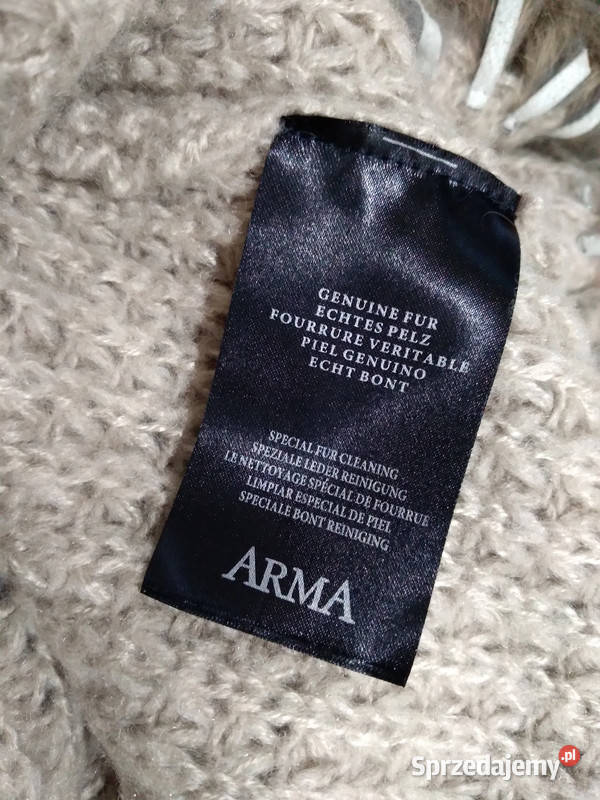 GENUINE FUR
ECHTES PELZ
FOURRURE VERITABLE
PIEL GENUINO
ECHT BONT
SPECIAL FUR CLEANING
SPEZIALE LEDER REINIGUNG
LE NETTOYAGE SPÉCIAL DE FOURRUE
LIMPIAR ESPECIAL DE PIEL
SPECIALE BONT REINIGING
ARMA
Sprzedajemy.pl